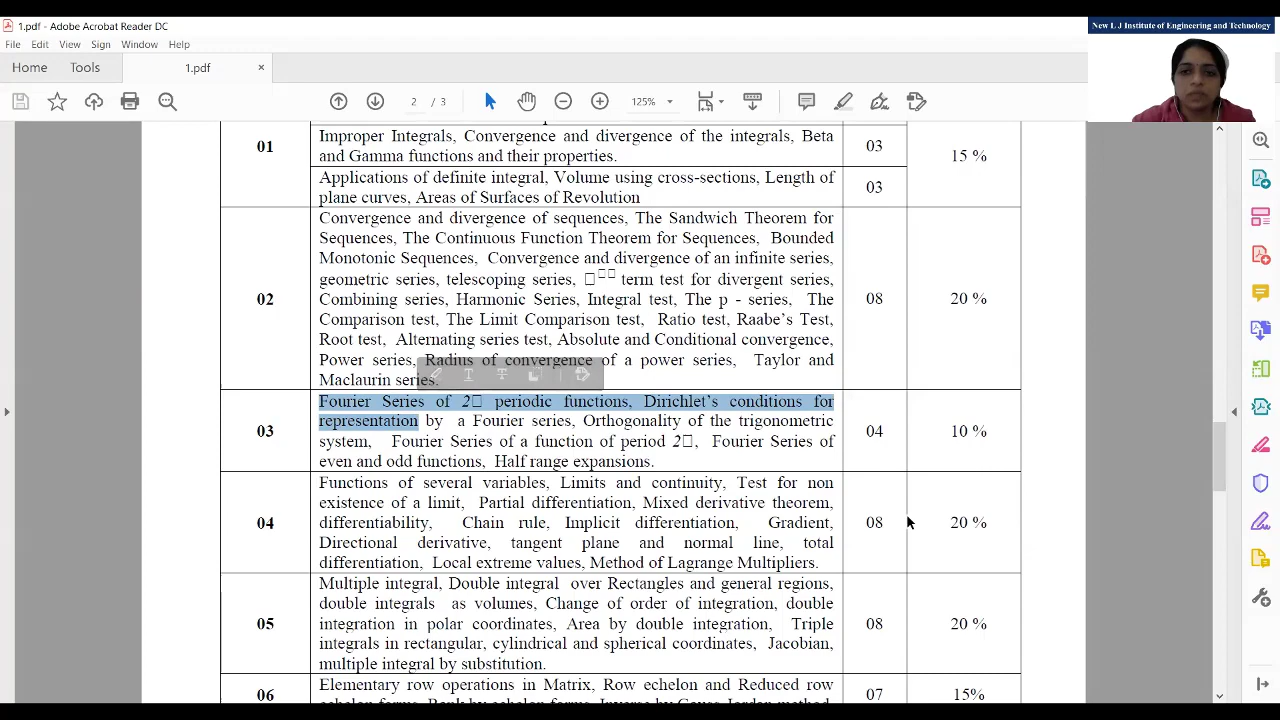 1.pdf - Adobe Acrobat Reader DC
New L J Institute of Engineering and Technology
File Edit View Sign Window Help
Home Tools 1.pdf ×
2 / 3 125%
01
Improper Integrals, Convergence and divergence of the integrals, Beta
and Gamma functions and their properties.
03
15 %
Applications of definite integral, Volume using cross-sections, Length of
plane curves, Areas of Surfaces of Revolution
03
02
Convergence and divergence of sequences, The Sandwich Theorem for
Sequences, The Continuous Function Theorem for Sequences, Bounded
Monotonic Sequences, Convergence and divergence of an infinite series,
geometric series, telescoping series, □□□ term test for divergent series,
Combining series, Harmonic Series, Integral test, The p - series, The
Comparison test, The Limit Comparison test, Ratio test, Raabe's Test,
Root test, Alternating series test, Absolute and Conditional convergence,
Power series, Radius of convergence of a power series, Taylor and
Maclaurin series.
08
20 %
03
Fourier Series of 2□ periodic functions, Dirichlet's conditions for
representation by a Fourier series, Orthogonality of the trigonometric
system, Fourier Series of a function of period 2□, Fourier Series of
even and odd functions, Half range expansions.
04
10 %
04
Functions of several variables, Limits and continuity, Test for non
existence of a limit, Partial differentiation, Mixed derivative theorem,
differentiability, Chain rule, Implicit differentiation, Gradient,
Directional derivative, tangent plane and normal line, total
differentiation, Local extreme values, Method of Lagrange Multipliers.
08
20 %
05
Multiple integral, Double integral over Rectangles and general regions,
double integrals as volumes, Change of order of integration, double
integration in polar coordinates, Area by double integration, Triple
integrals in rectangular, cylindrical and spherical coordinates, Jacobian,
multiple integral by substitution.
08
20 %
06
Elementary row operations in Matrix, Row echelon and Reduced row
07
15%